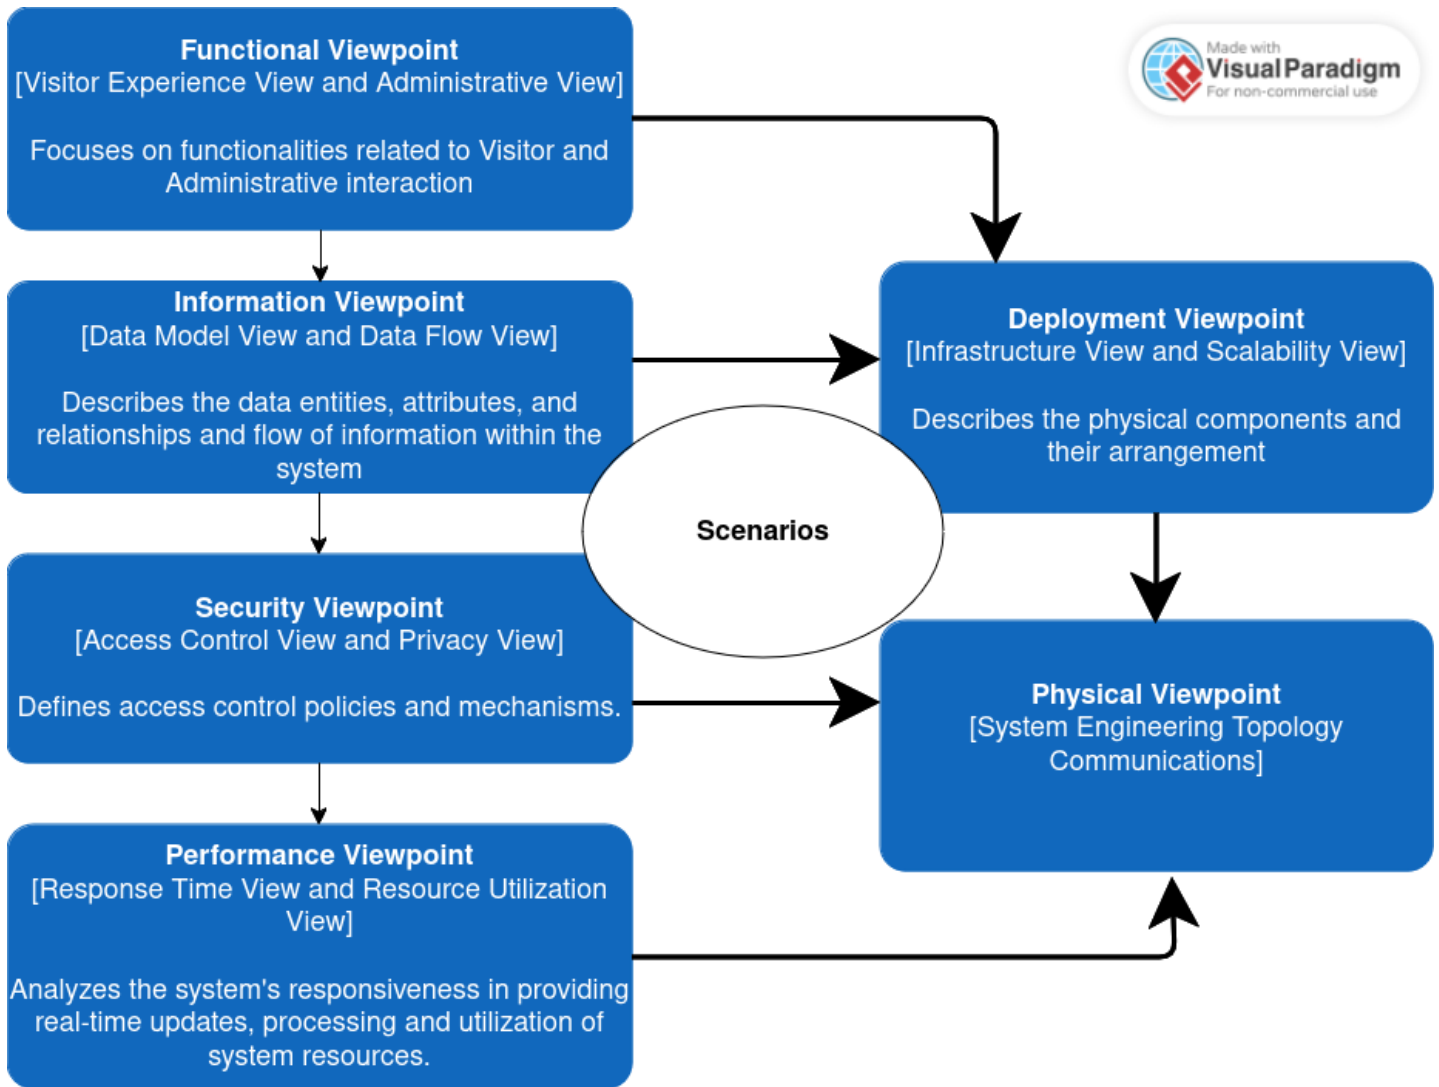 Functional Viewpoint
[Visitor Experience View and Administrative View]
Focuses on functionalities related to Visitor and
Administrative interaction
Made with
Visual Paradigm
For non-commercial use
Information Viewpoint
[Data Model View and Data Flow View]
Describes the data entities, attributes, and
relationships and flow of information within the
system
Deployment Viewpoint
[Infrastructure View and Scalability View]
Describes the physical components and
their arrangement
Scenarios
Security Viewpoint
[Access Control View and Privacy View]
Defines access control policies and mechanisms.
Physical Viewpoint
[System Engineering Topology
Communications]
Performance Viewpoint
[Response Time View and Resource Utilization
View]
Analyzes the system's responsiveness in providing
real-time updates, processing and utilization of
system resources.